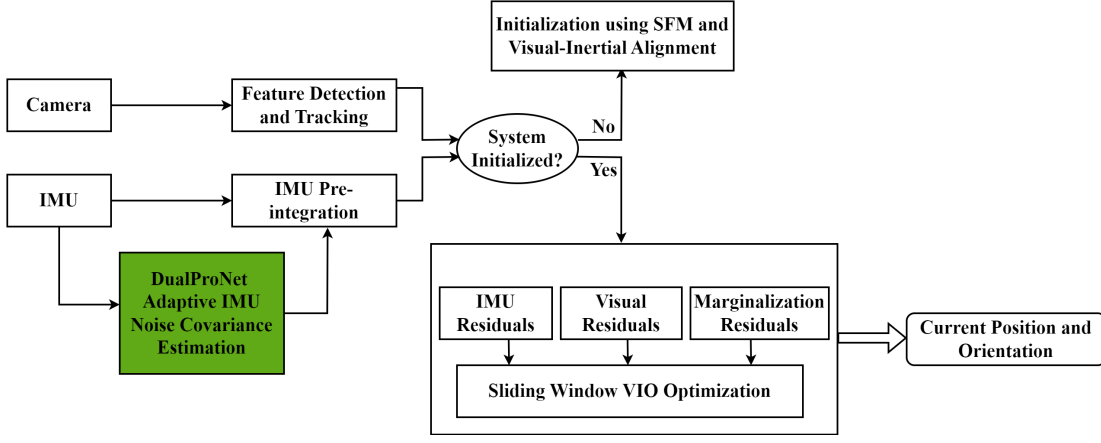 Initialization using SFM and
Visual-Inertial Alignment
Camera
Feature Detection
and Tracking
System
Initialized?
No
Yes
IMU
IMU Pre-
integration
DualProNet
Adaptive IMU
Noise Covariance
Estimation
IMU
Residuals
Visual
Residuals
Marginalization
Residuals
Sliding Window VIO Optimization
Current Position and
Orientation